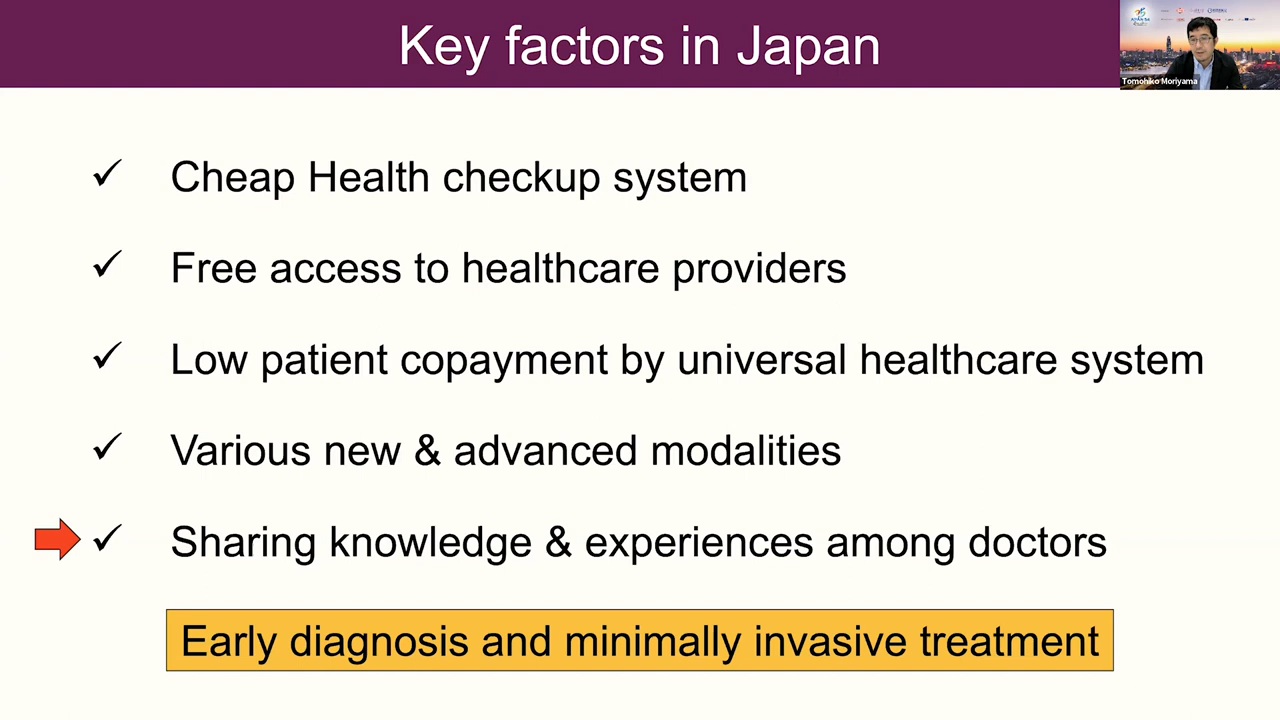 Key factors in Japan
Tomohiko Moriyama
✓ Cheap Health checkup system
✓ Free access to healthcare providers
✓ Low patient copayment by universal healthcare system
✓ Various new & advanced modalities
✓ Sharing knowledge & experiences among doctors
Early diagnosis and minimally invasive treatment